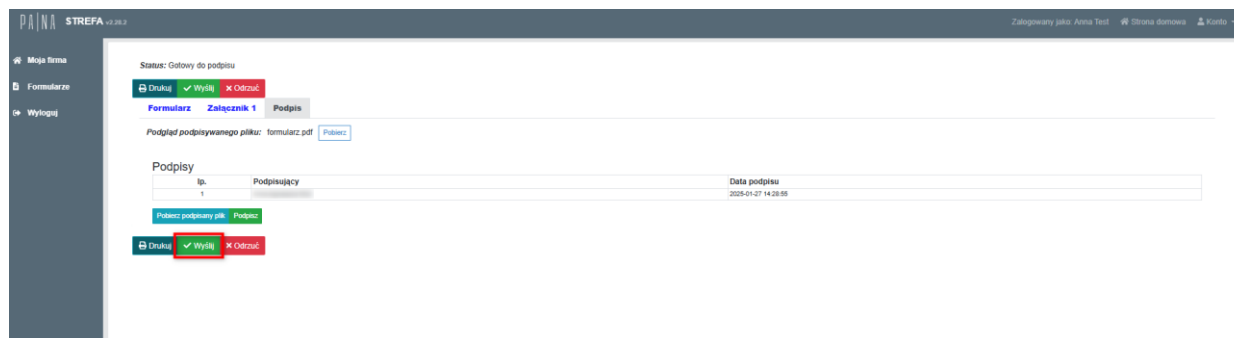 PA|NA STREFA v2.28.2
Zalogowany jako: Anna Test Strona domowa Konto
Moja firma
Formularze
Wyloguj
Status: Gotowy do podpisu
Drukuj Wyślij Odrzuć
Formularz Załącznik 1 Podpis
Podgląd podpisywanego pliku: formularz.pdf Pobierz
Podpisy
lp. Podpisujący Data podpisu
1 2025-01-27 14:28:55
Pobierz podpisany plik Podpisz
Drukuj Wyślij Odrzuć